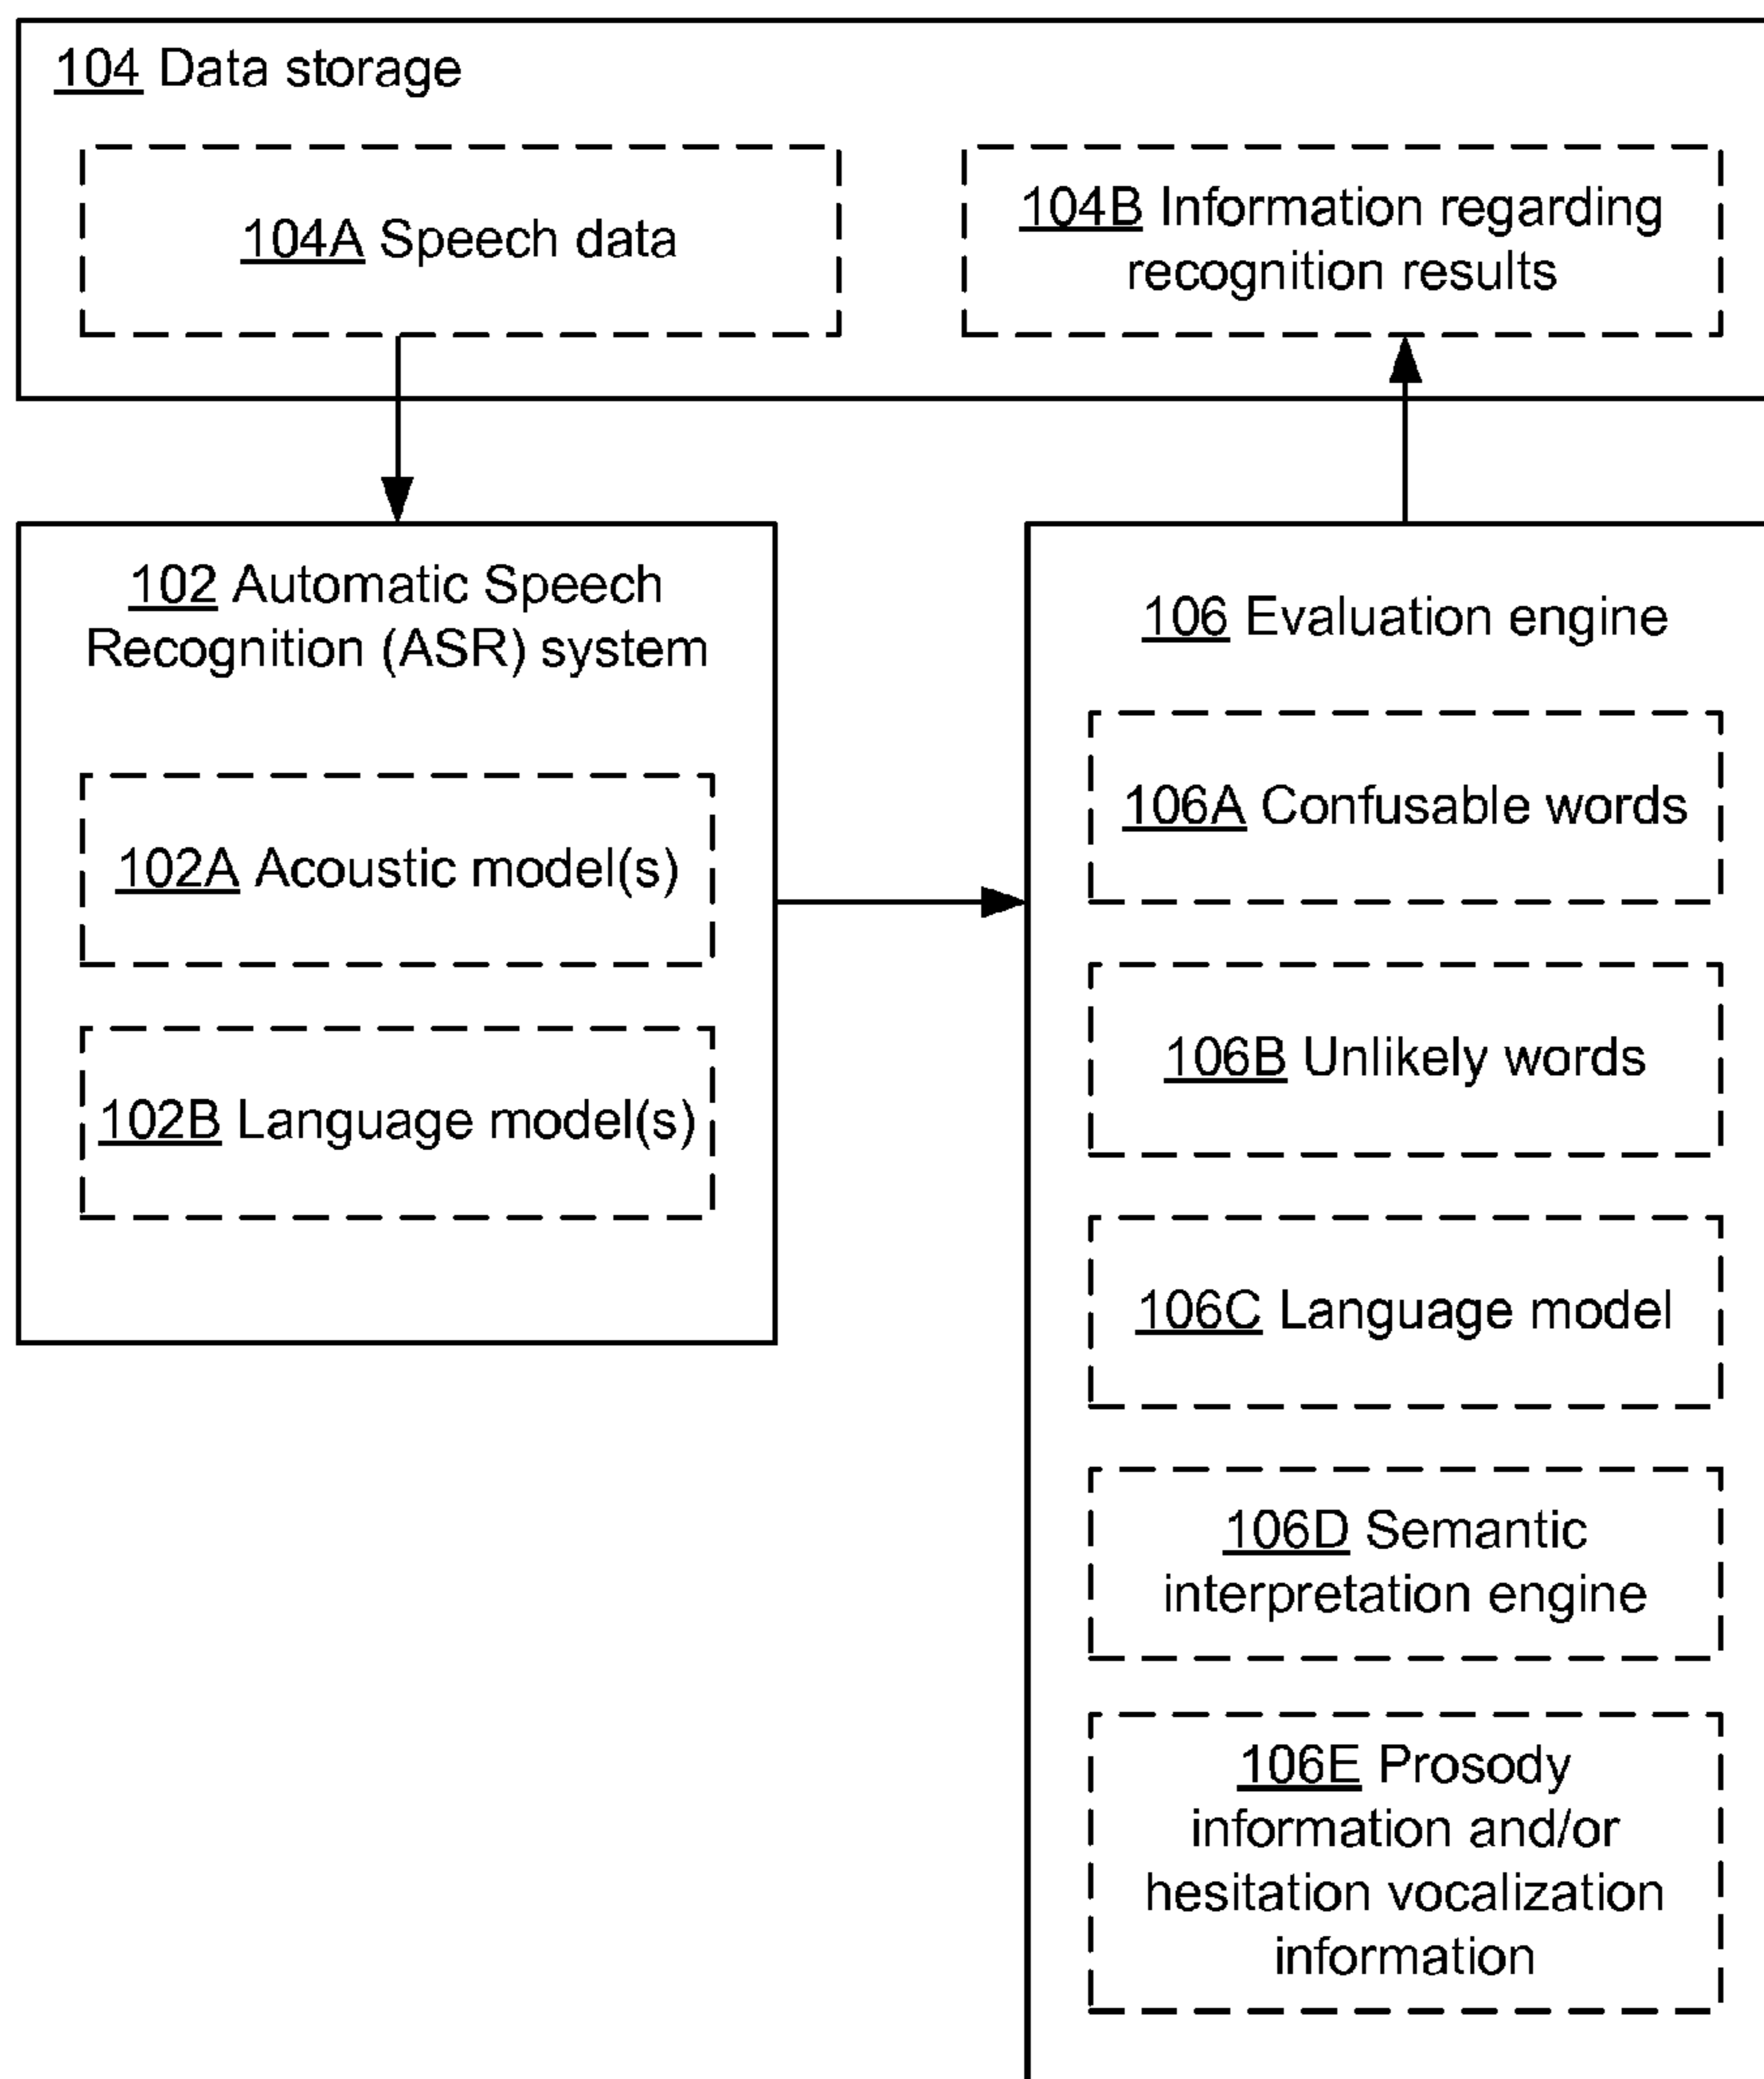 104 Data storage
104A Speech data
104B Information regarding
recognition results
102 Automatic Speech
Recognition (ASR) system
102A Acoustic model(s)
102B Language model(s)
106 Evaluation engine
106A Confusable words
106B Unlikely words
106C Language model
106D Semantic
interpretation engine
106E Prosody
information and/or
hesitation vocalization
information